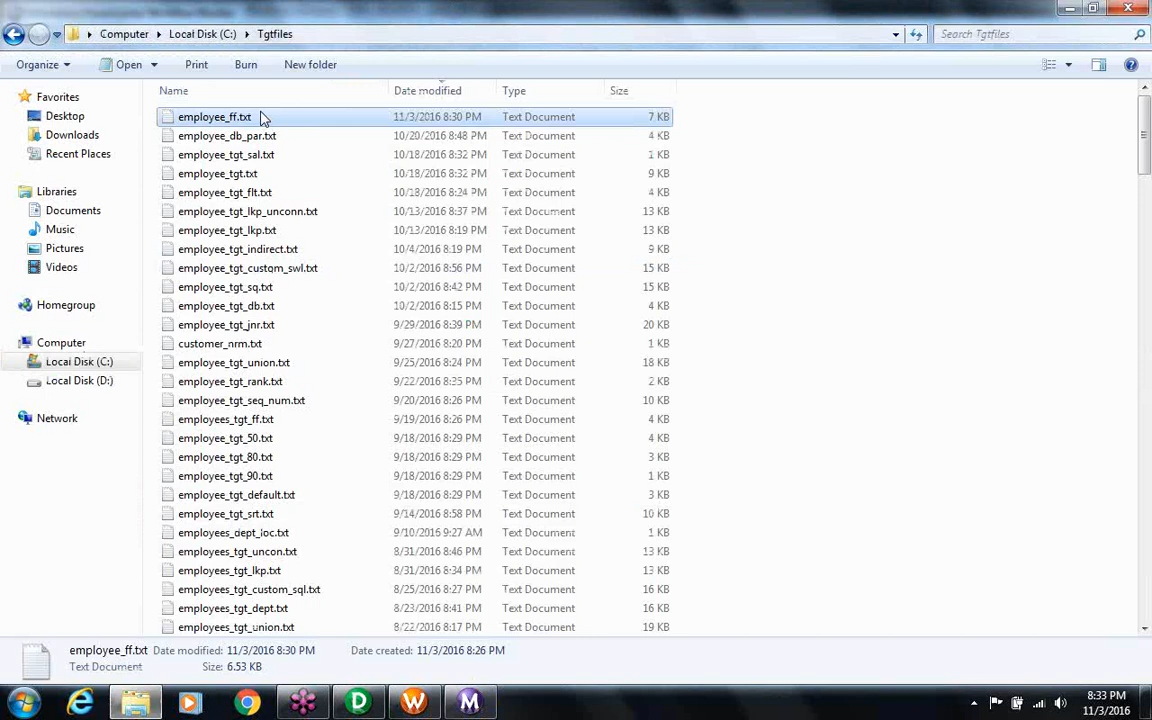 Computer Local Disk (C:) Tgtfiles Search Tgtfiles
Organize Open Print Burn New folder
Favorites
Desktop
Downloads
Recent Places
Libraries
Documents
Music
Pictures
Videos
Homegroup
Computer
Local Disk (C:)
Local Disk (D:)
Network
Name Date modified Type Size
employee_ff.txt 11/3/2016 8:30 PM Text Document 7 KB
employee_db_par.txt 10/20/2016 8:48 PM Text Document 4 KB
employee_tgt_sal.txt 10/18/2016 8:32 PM Text Document 1 KB
employee_tgt.txt 10/18/2016 8:32 PM Text Document 9 KB
employee_tgt_flt.txt 10/18/2016 8:24 PM Text Document 4 KB
employee_tgt_lkp_unconn.txt 10/13/2016 8:37 PM Text Document 13 KB
employee_tgt_lkp.txt 10/13/2016 8:19 PM Text Document 13 KB
employee_tgt_indirect.txt 10/4/2016 8:19 PM Text Document 9 KB
employee_tgt_custom_swl.txt 10/2/2016 8:56 PM Text Document 15 KB
employee_tgt_sq.txt 10/2/2016 8:42 PM Text Document 15 KB
employee_tgt_db.txt 10/2/2016 8:15 PM Text Document 4 KB
employee_tgt_jnr.txt 9/29/2016 8:39 PM Text Document 20 KB
customer_nrm.txt 9/27/2016 8:20 PM Text Document 1 KB
employee_tgt_union.txt 9/25/2016 8:24 PM Text Document 18 KB
employee_tgt_rank.txt 9/22/2016 8:35 PM Text Document 2 KB
employee_tgt_seq_num.txt 9/20/2016 8:26 PM Text Document 10 KB
employees_tgt_ff.txt 9/19/2016 8:26 PM Text Document 4 KB
employee_tgt_50.txt 9/18/2016 8:29 PM Text Document 4 KB
employee_tgt_80.txt 9/18/2016 8:29 PM Text Document 3 KB
employee_tgt_90.txt 9/18/2016 8:29 PM Text Document 1 KB
employee_tgt_default.txt 9/18/2016 8:29 PM Text Document 3 KB
employee_tgt_srt.txt 9/14/2016 8:58 PM Text Document 10 KB
employees_dept_loc.txt 9/10/2016 9:27 AM Text Document 1 KB
employees_tgt_uncon.txt 8/31/2016 8:46 PM Text Document 13 KB
employees_tgt_lkp.txt 8/31/2016 8:34 PM Text Document 13 KB
employees_tgt_custom_sql.txt 8/25/2016 8:27 PM Text Document 16 KB
employees_tgt_dept.txt 8/23/2016 8:41 PM Text Document 16 KB
employees_tgt_union.txt 8/22/2016 8:17 PM Text Document 19 KB
employee_ff.txt Date modified: 11/3/2016 8:30 PM Date created: 11/3/2016 8:26 PM
Text Document Size: 6.53 KB
D W M
8:33 PM
11/3/2016